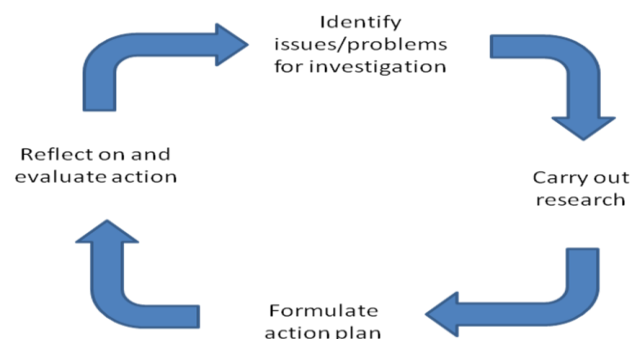 Identify
issues/problems
for investigation
Carry out
research
Formulate
action plan
Reflect on and
evaluate action